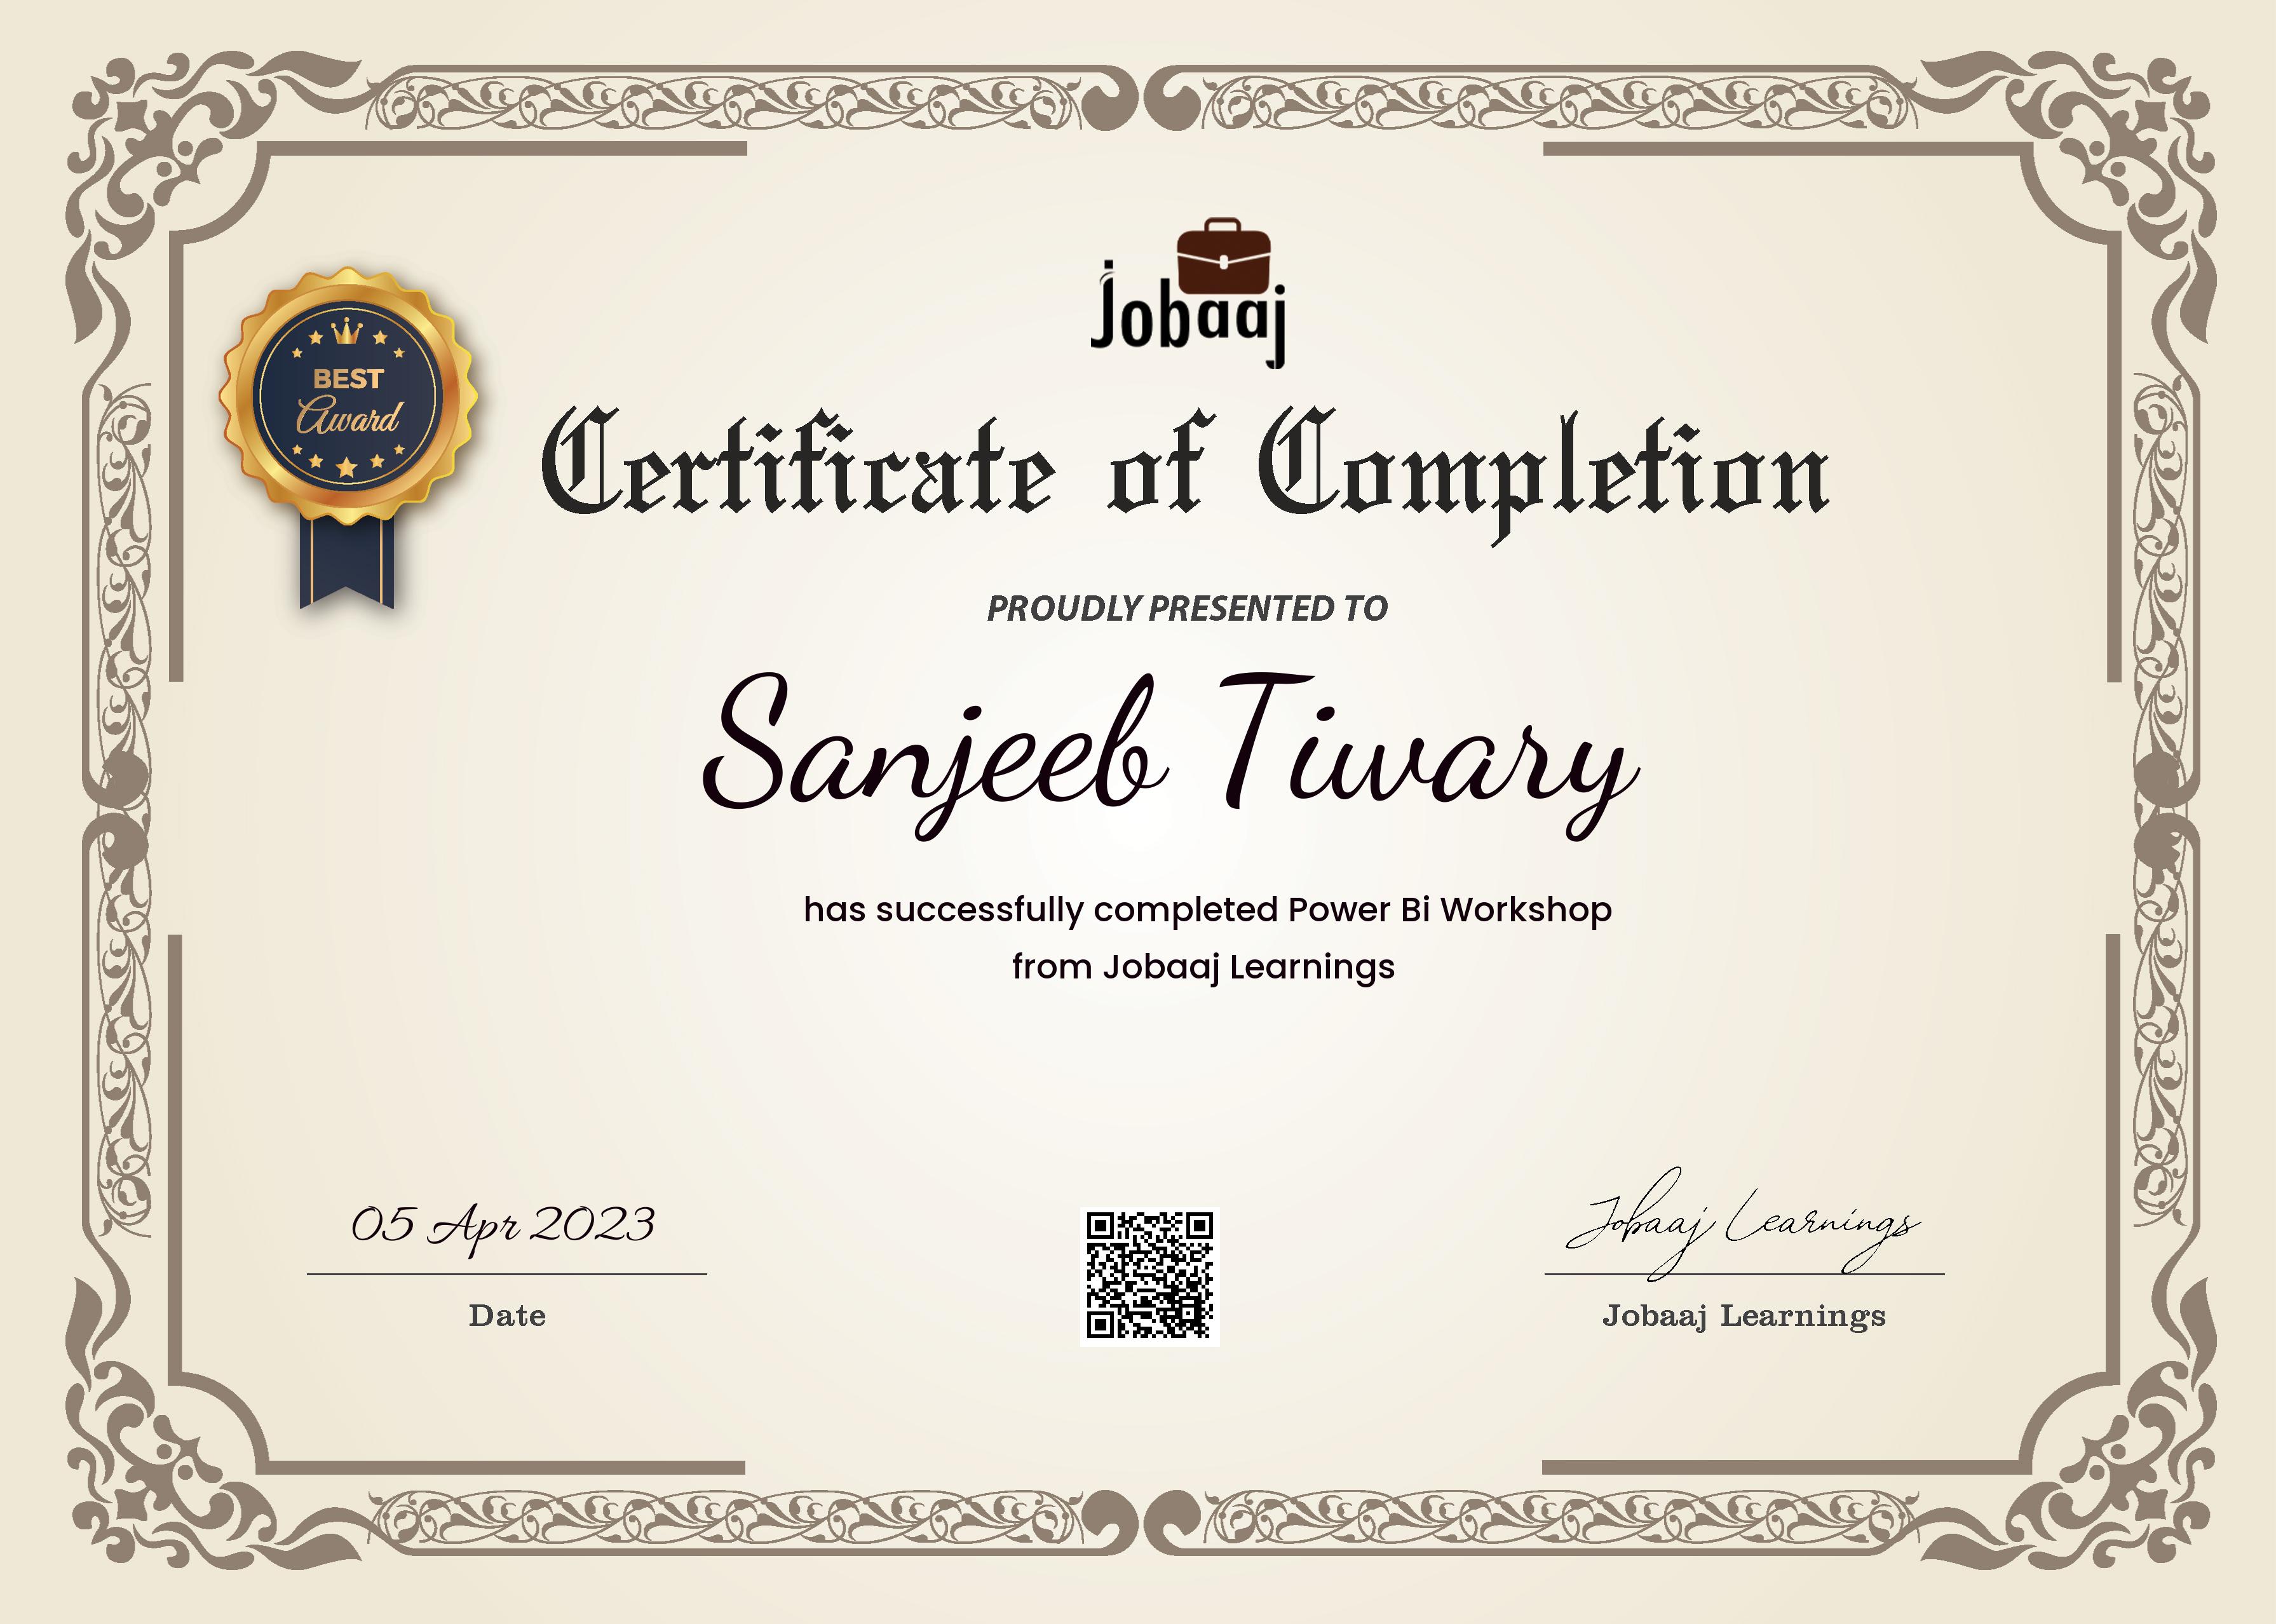 jobaaj
BEST
Award
Certificate of Completion
PROUDLY PRESENTED TO
Sanjeeb Tiwary
has successfully completed Power Bi Workshop
from Jobaaj Learnings
05 Apr 2023
Date
Jobaaj Learnings
Jobaaj Learnings